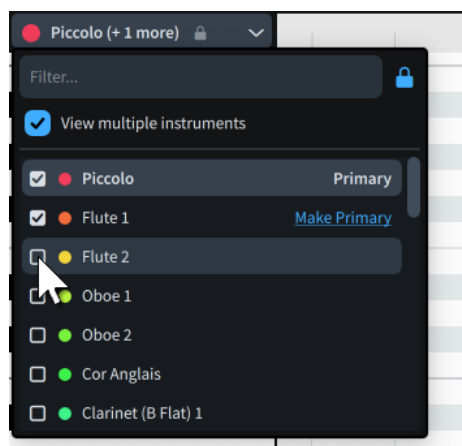 Piccolo (+ 1 more)
Filter...
View multiple instruments
Piccolo Primary
Flute 1 Make Primary
Flute 2
Oboe 1
Oboe 2
Cor Anglais
Clarinet (B Flat) 1